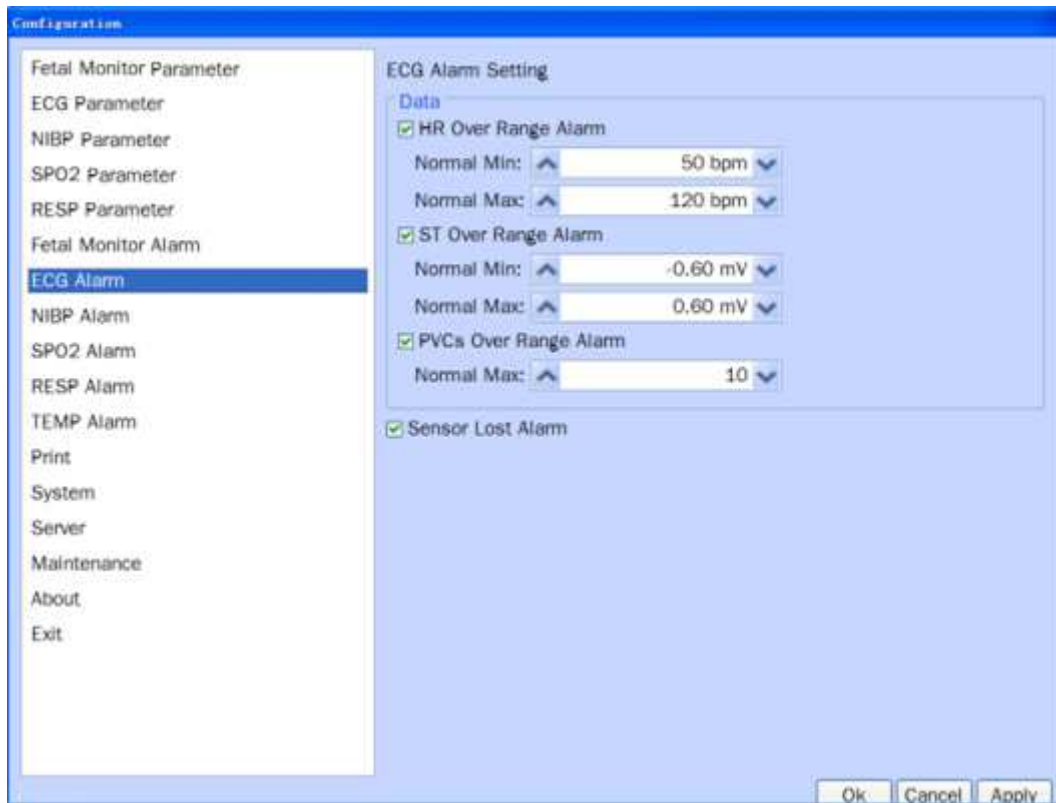 Configuration
Fetal Monitor Parameter
ECG Parameter
NIBP Parameter
SPO2 Parameter
RESP Parameter
Fetal Monitor Alarm
ECG Alarm
NIBP Alarm
SPO2 Alarm
RESP Alarm
TEMP Alarm
Print
System
Server
Maintenance
About
Exit
ECG Alarm Setting
Data
HR Over Range Alarm
Normal Min: 50 bpm
Normal Max: 120 bpm
ST Over Range Alarm
Normal Min: -0.60 mV
Normal Max: 0.60 mV
PVCs Over Range Alarm
Normal Max: 10
Sensor Lost Alarm
Ok Cancel Apply